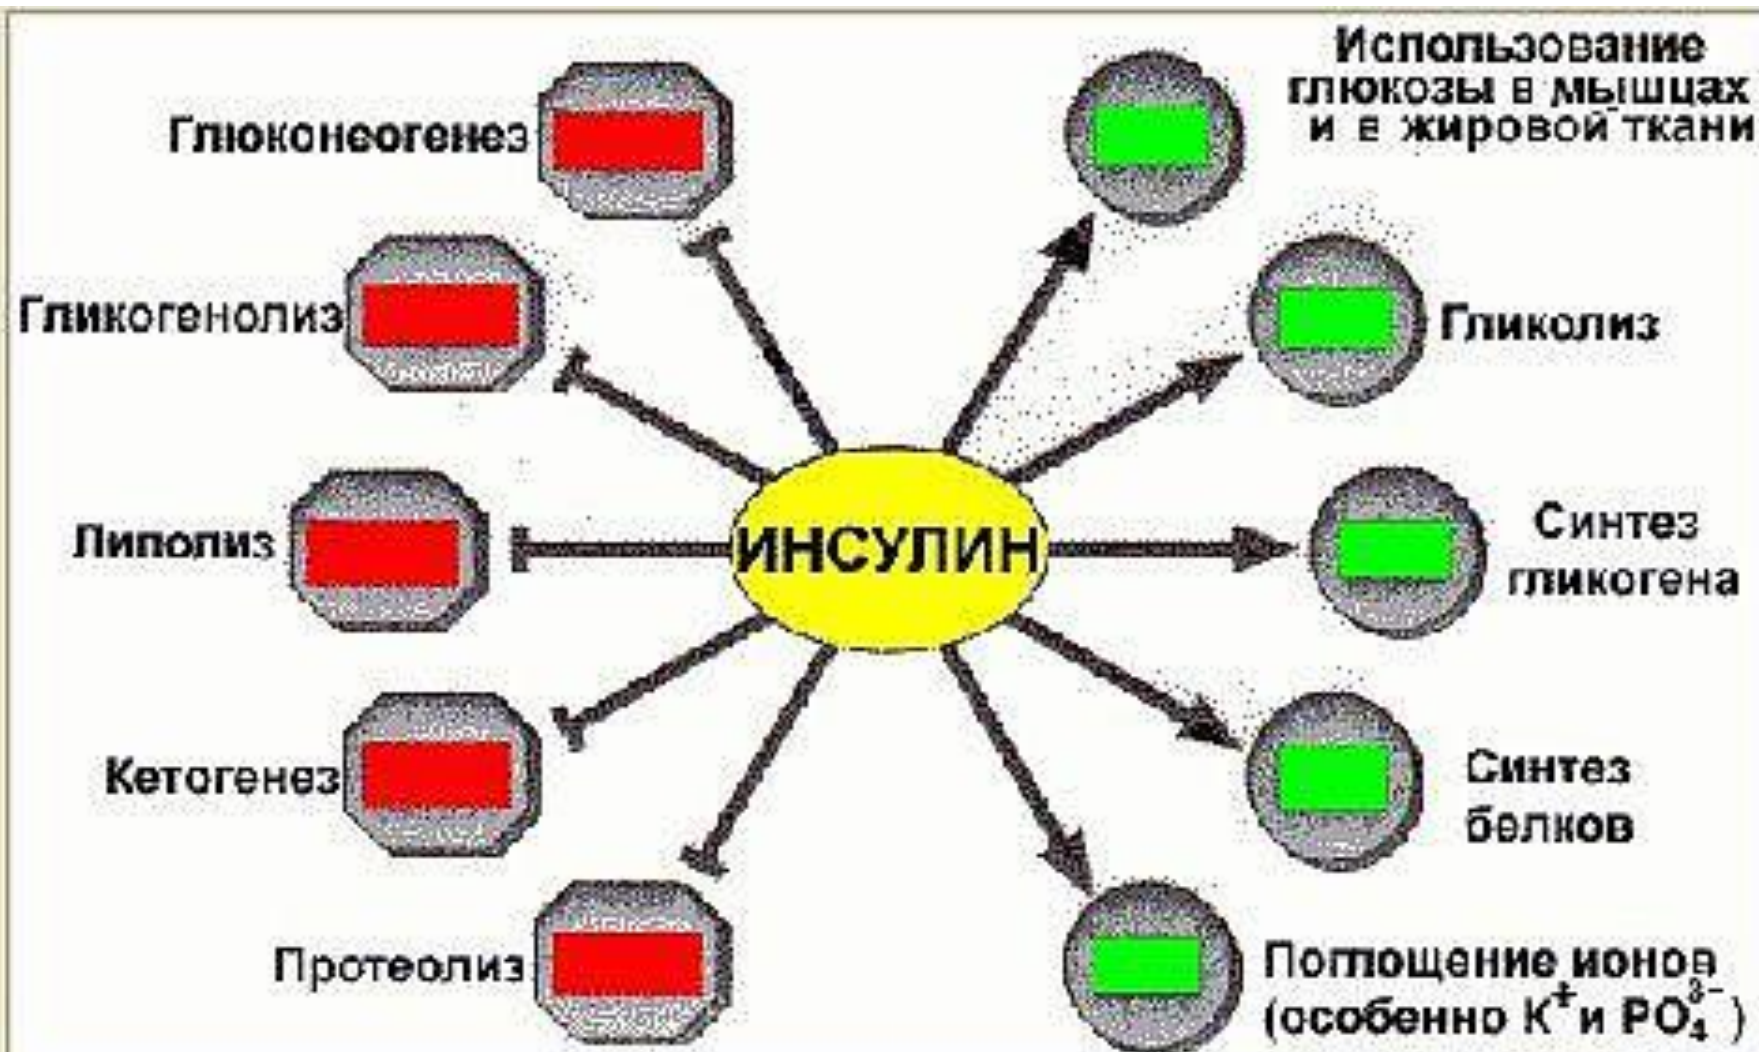 Использование
глюкозы в мышцах
и в жировой ткани
Глюконеогенез
Гликогенолиз
Гликолиз
Липолиз
ИНСУЛИН
Синтез
гликогена
Кетогенез
Синтез
белков
Протеолиз
Поглощение ионов
(особенно K⁺ и PO₄³⁻)